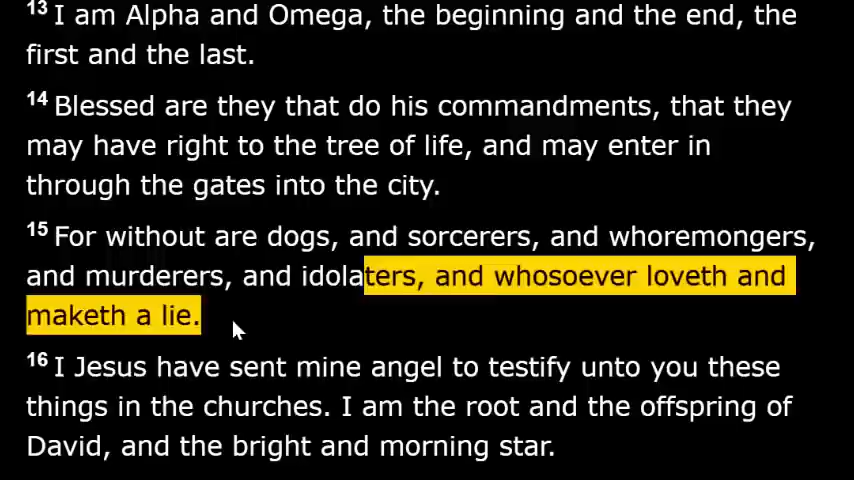 13 I am Alpha and Omega, the beginning and the end, the
first and the last.
14 Blessed are they that do his commandments, that they
may have right to the tree of life, and may enter in
through the gates into the city.
15 For without are dogs, and sorcerers, and whoremongers,
and murderers, and idolaters, and whosoever loveth and
maketh a lie.
16 I Jesus have sent mine angel to testify unto you these
things in the churches. I am the root and the offspring of
David, and the bright and morning star.